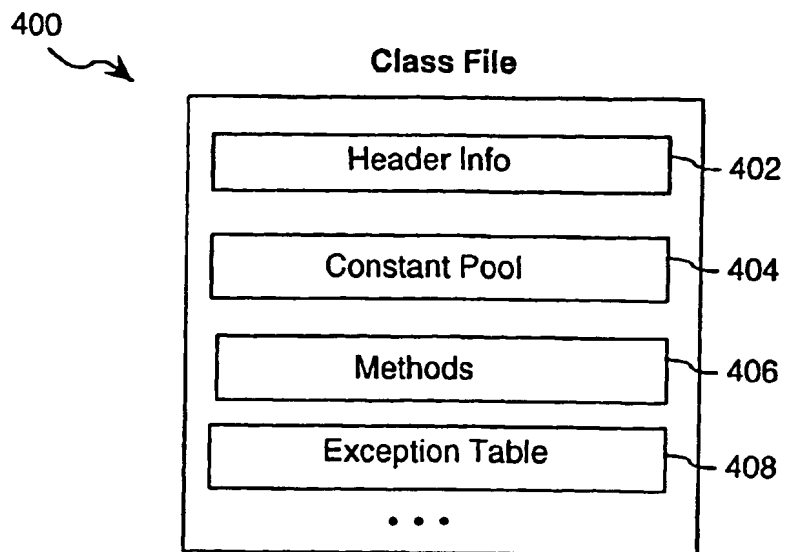 400
Class File
Header Info
402
Constant Pool
404
Methods
406
Exception Table
408
• • •